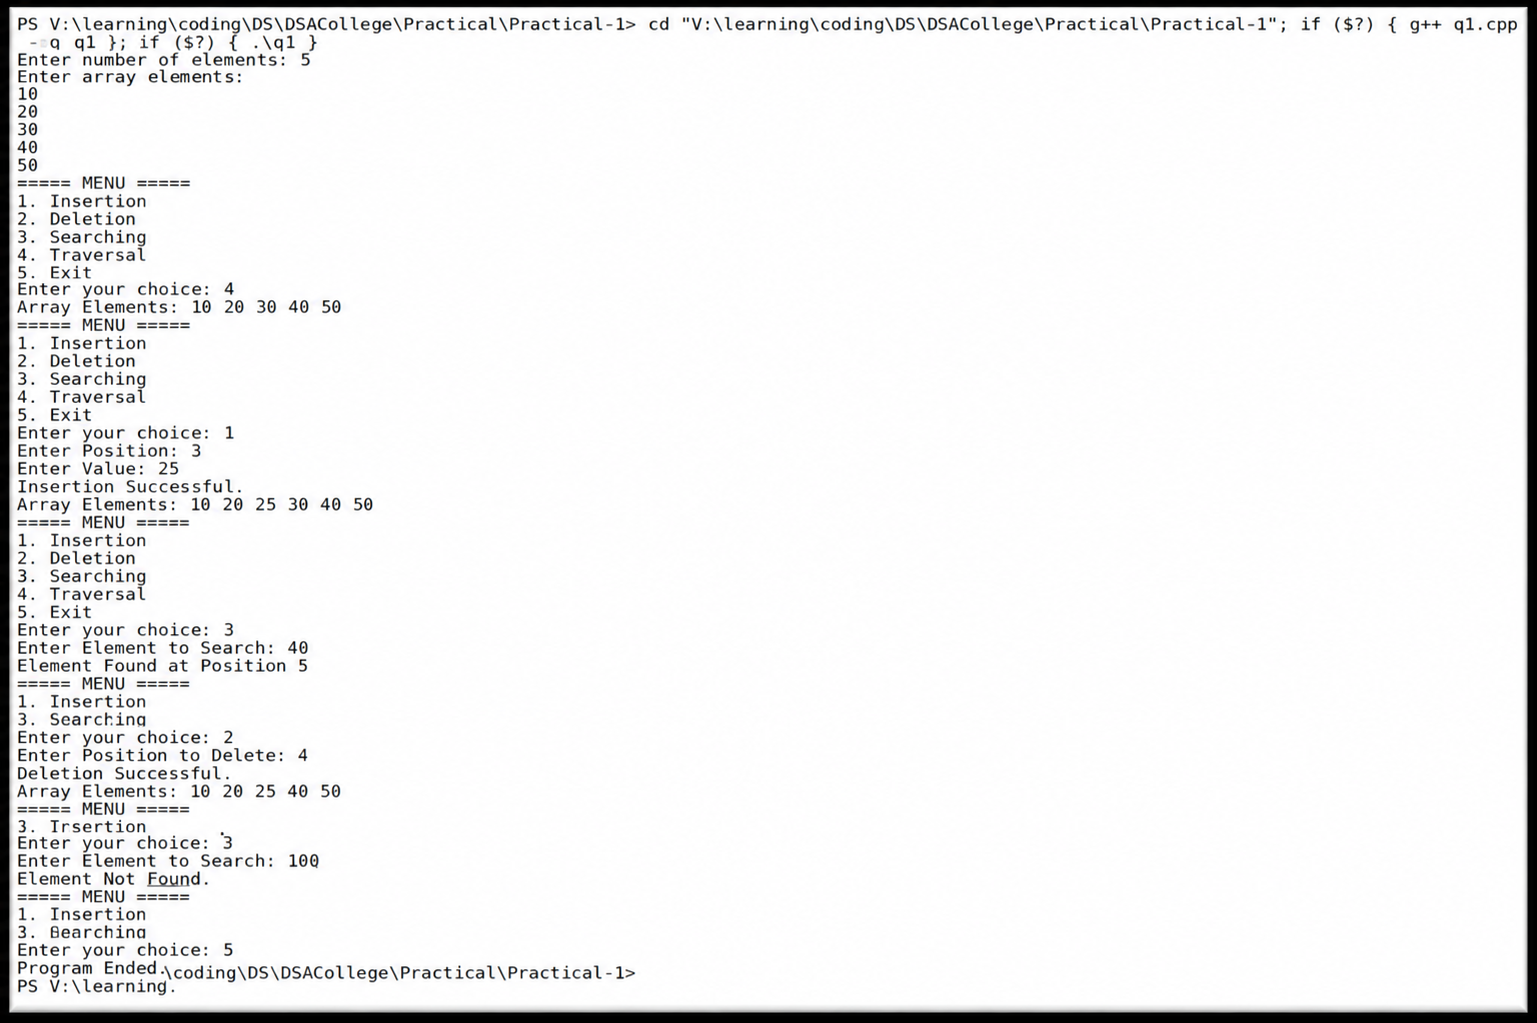 PS V:\learning\coding\DS\DSACollege\Practical\Practical-1> cd "V:\learning\coding\DS\DSACollege\Practical\Practical-1"; if ($?) { g++ q1.cpp
q q1 }; if ($?) { .\q1 }
Enter number of elements: 5
Enter array elements:
10
20
30
40
50
===== MENU =====
1. Insertion
2. Deletion
3. Searching
4. Traversal
5. Exit
Enter your choice: 4
Array Elements: 10 20 30 40 50
===== MENU =====
1. Insertion
2. Deletion
3. Searching
4. Traversal
5. Exit
Enter your choice: 1
Enter Position: 3
Enter Value: 25
Insertion Successful.
Array Elements: 10 20 25 30 40 50
===== MENU =====
1. Insertion
2. Deletion
3. Searching
4. Traversal
5. Exit
Enter your choice: 3
Enter Element to Search: 40
Element Found at Position 5
===== MENU =====
1. Insertion
3. Searching
Enter your choice: 2
Enter Position to Delete: 4
Deletion Successful.
Array Elements: 10 20 25 40 50
===== MENU =====
3. Irsertion
Enter your choice: 3
Enter Element to Search: 100
Element Not Found.
===== MENU =====
1. Insertion
3. Bearching
Enter your choice: 5
Program Ended.
\coding\DS\DSACollege\Practical\Practical-1>
PS V:\learning.